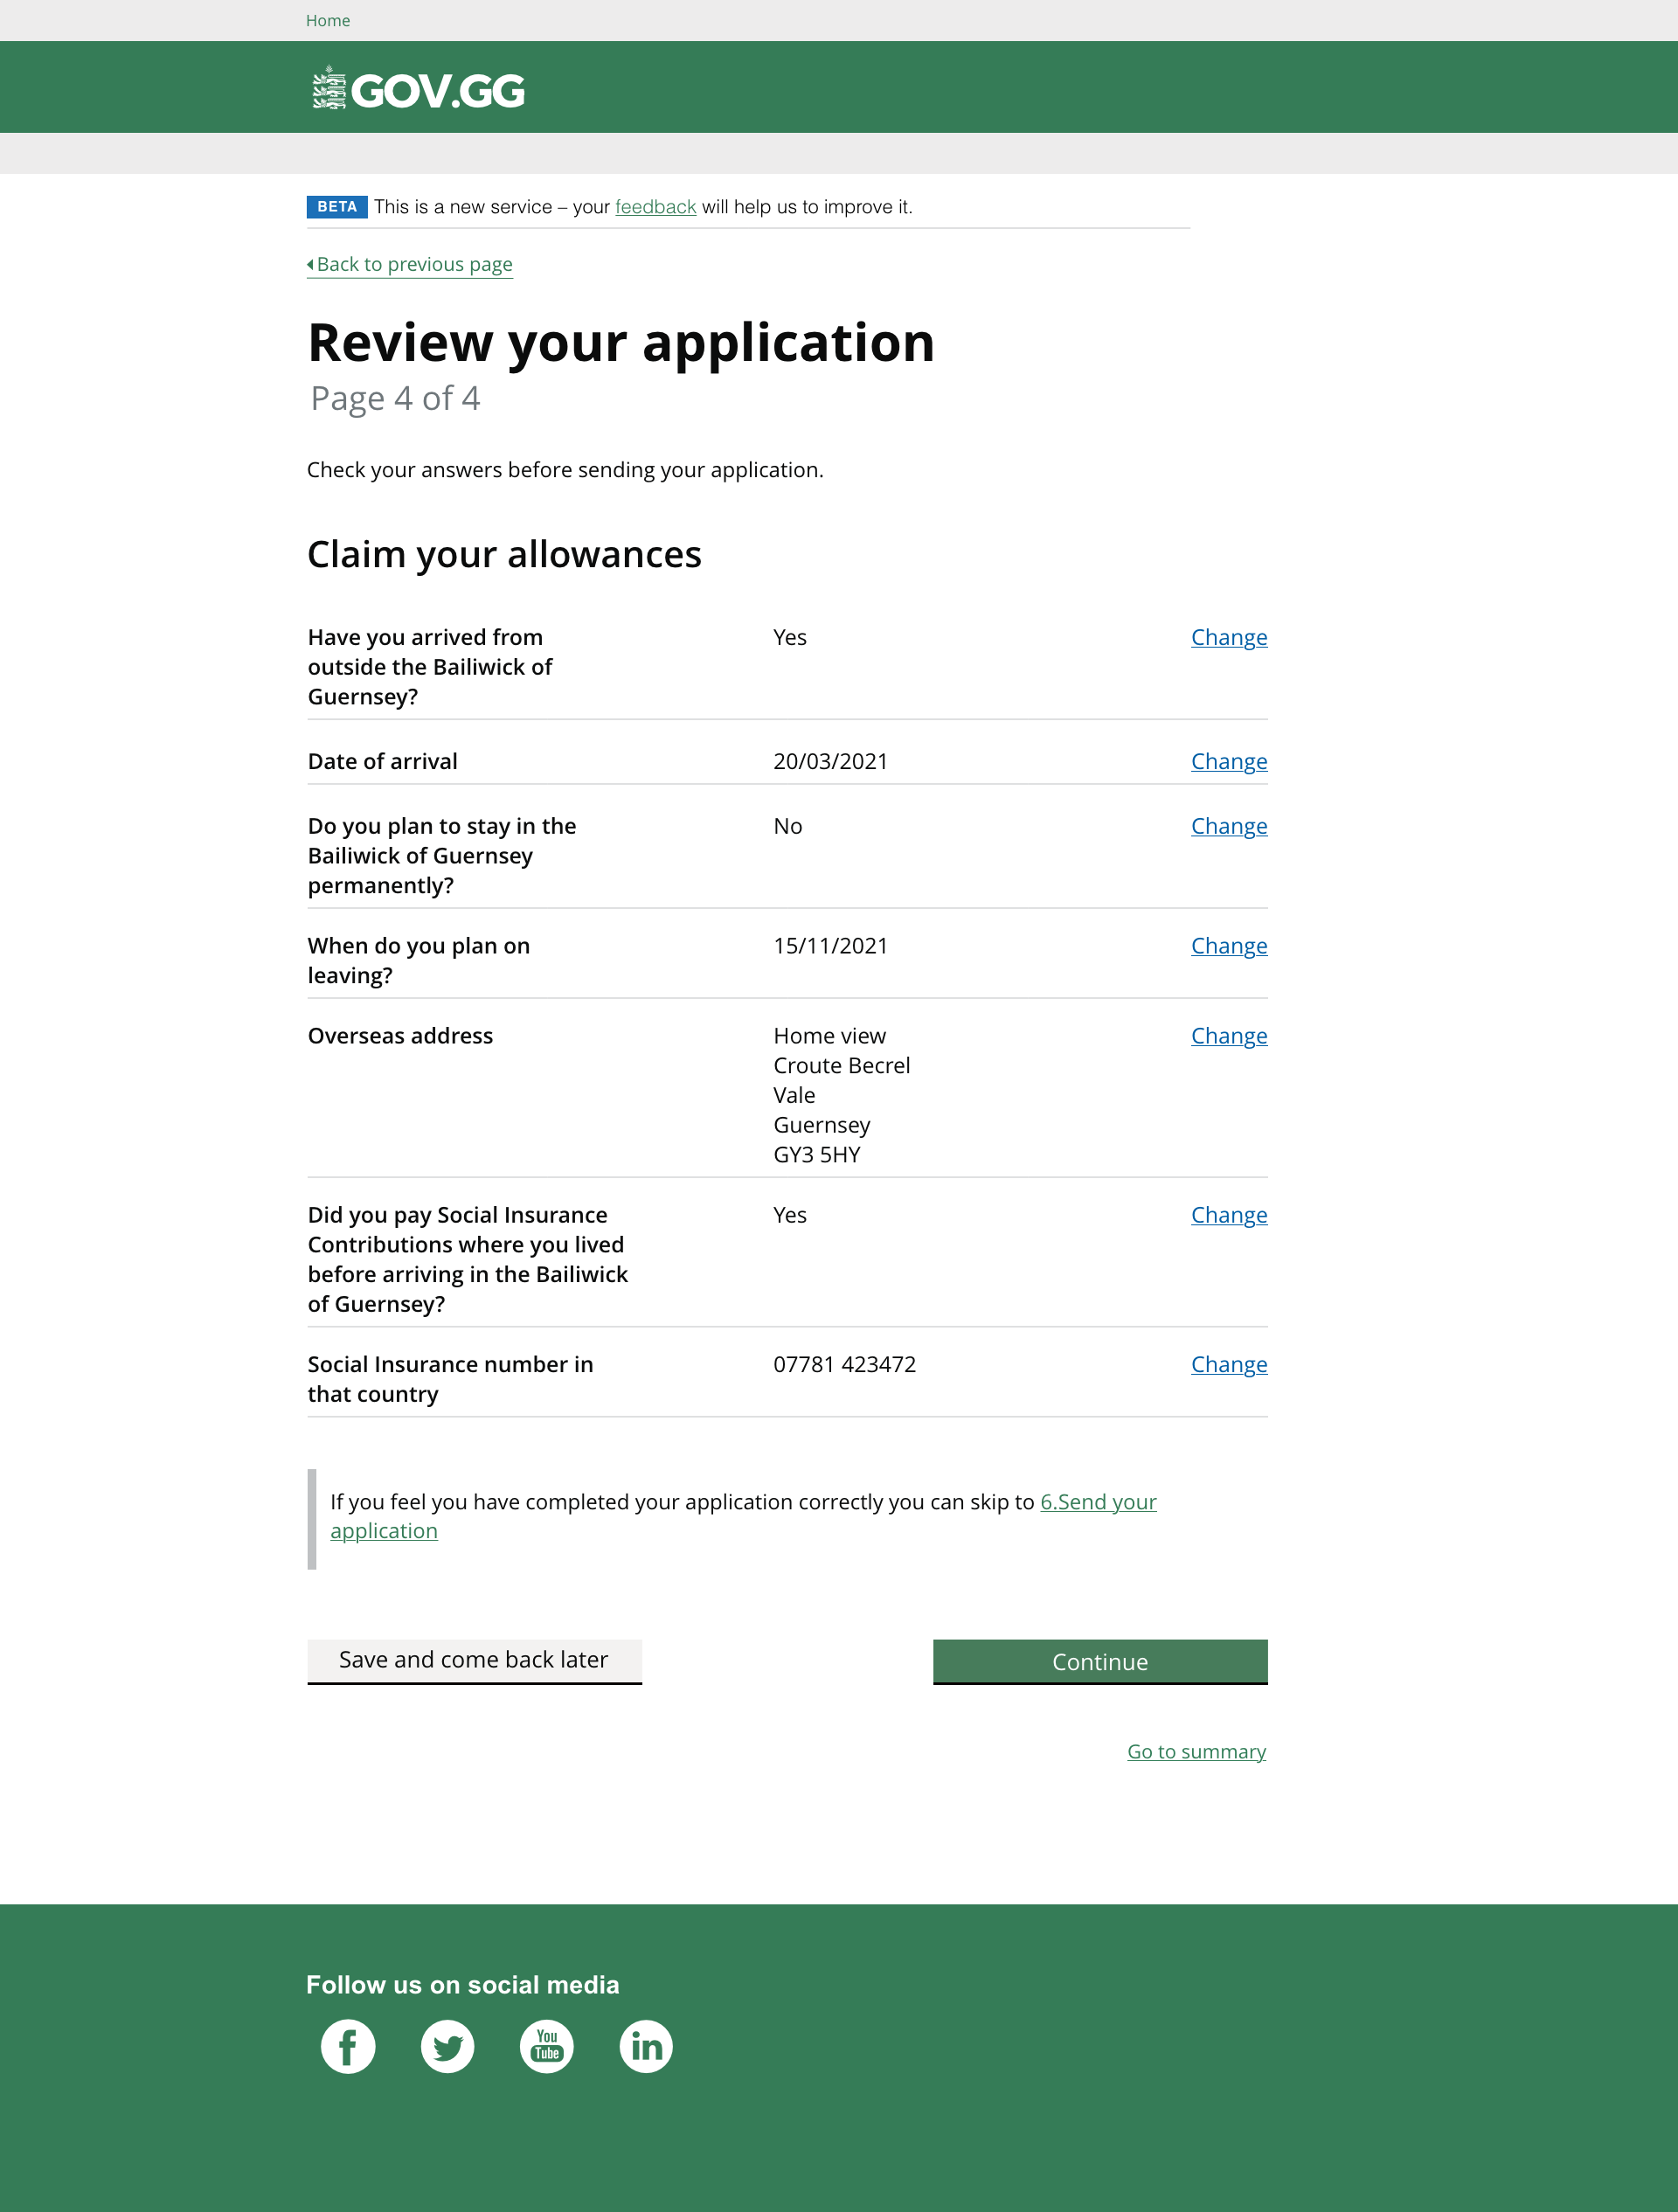 Home
GOV.GG
BETA This is a new service – your feedback will help us to improve it.
Back to previous page
Review your application
Page 4 of 4
Check your answers before sending your application.
Claim your allowances
Have you arrived from Yes Change
outside the Bailiwick of
Guernsey?
Date of arrival 20/03/2021 Change
Do you plan to stay in the No Change
Bailiwick of Guernsey
permanently?
When do you plan on 15/11/2021 Change
leaving?
Overseas address Home view Change
Croute Becrel
Vale
Guernsey
GY3 5HY
Did you pay Social Insurance Yes Change
Contributions where you lived
before arriving in the Bailiwick
of Guernsey?
Social Insurance number in 07781 423472 Change
that country
If you feel you have completed your application correctly you can skip to 6.Send your
application
Save and come back later Continue
Go to summary
Follow us on social media
f You Tube in